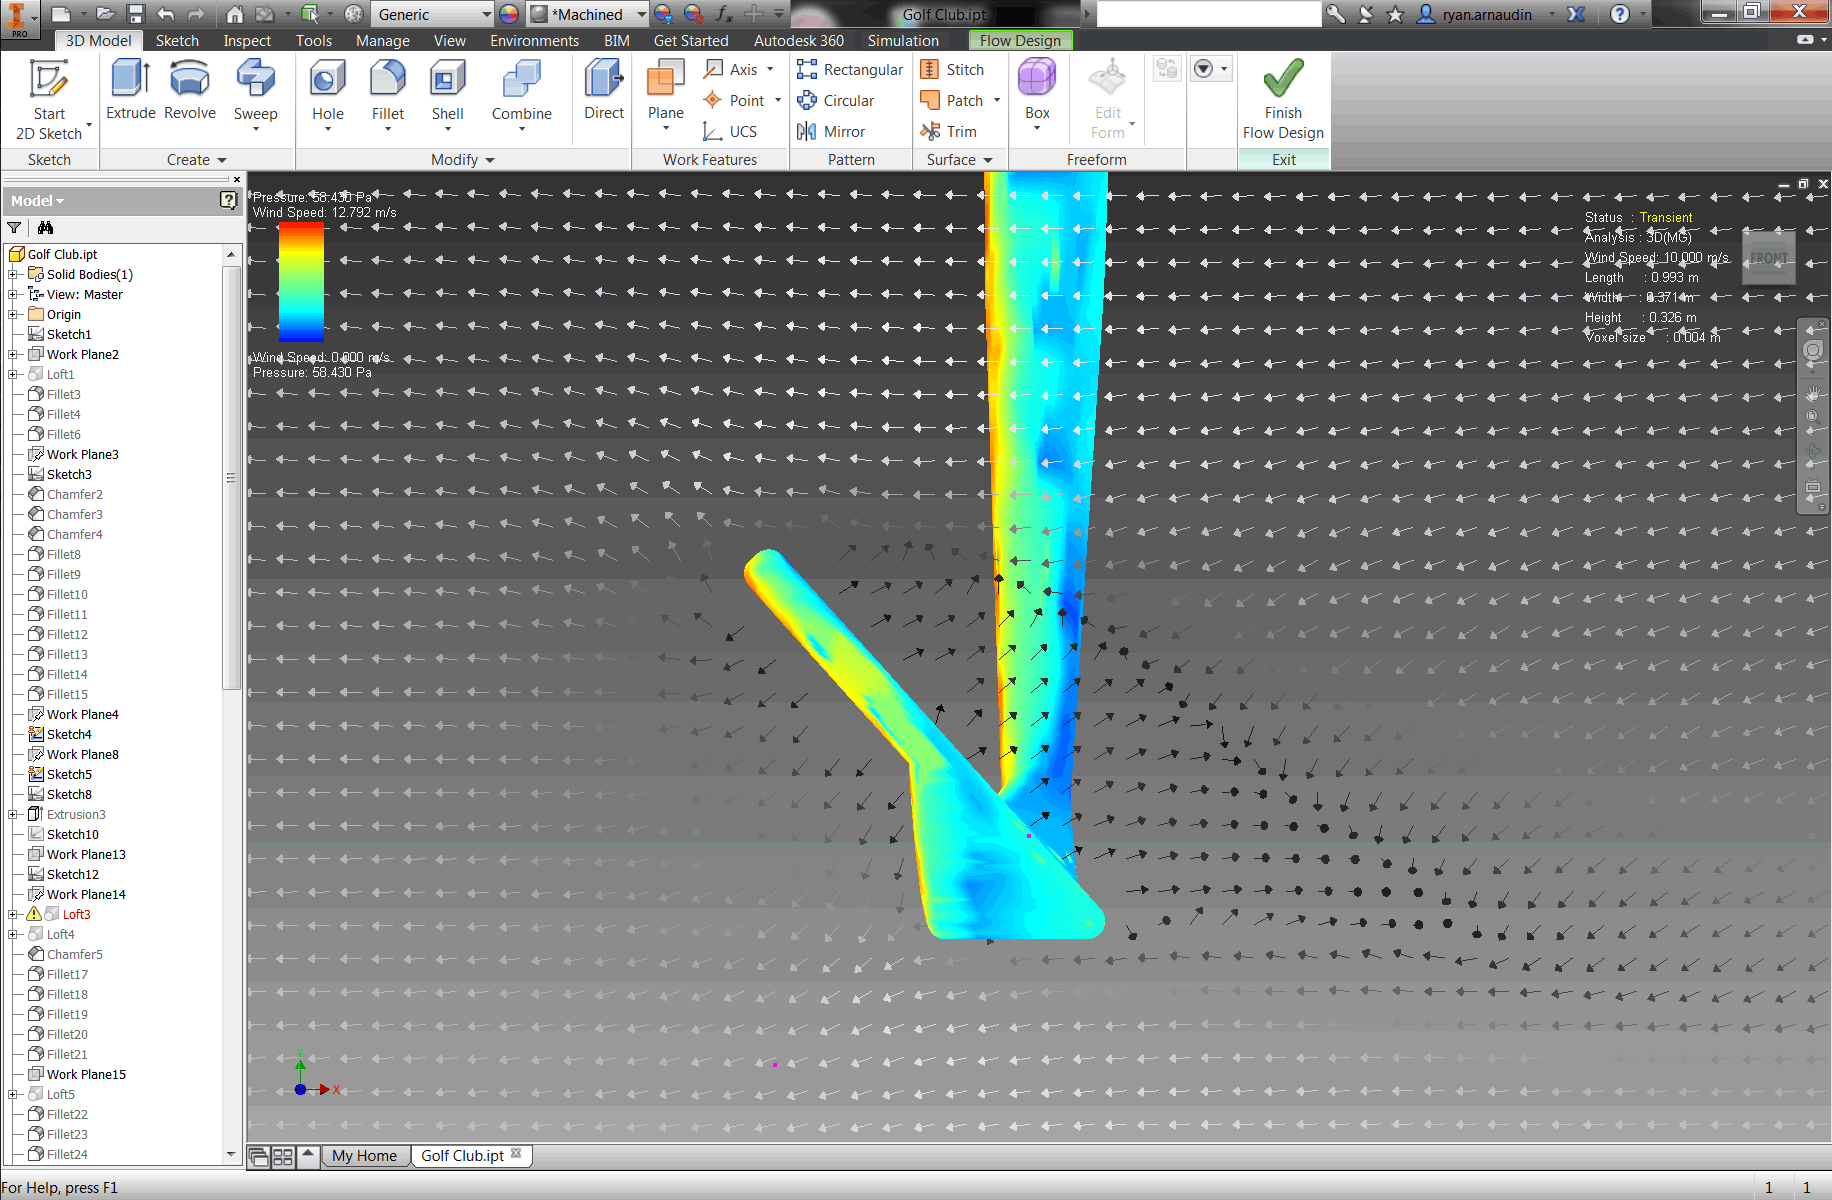 PRO
Generic
*Machined
Golf Club.ipt
ryan.arnaudin
3D Model
Sketch
Inspect
Tools
Manage
View
Environments
BIM
Get Started
Autodesk 360
Simulation
Flow Design
Start
2D Sketch
Extrude
Revolve
Sweep
Hole
Fillet
Shell
Combine
Direct
Plane
Axis
Point
UCS
Rectangular
Circular
Mirror
Stitch
Patch
Trim
Box
Edit
Form
Finish
Flow Design
Sketch
Create
Modify
Work Features
Pattern
Surface
Freeform
Exit
Model
Golf Club.ipt
Solid Bodies(1)
View: Master
Origin
Sketch1
Work Plane2
Loft1
Fillet3
Fillet4
Fillet6
Work Plane3
Sketch3
Chamfer2
Chamfer3
Chamfer4
Fillet8
Fillet9
Fillet10
Fillet11
Fillet12
Fillet13
Fillet14
Fillet15
Work Plane4
Sketch4
Work Plane8
Sketch5
Sketch8
Extrusion3
Sketch10
Work Plane13
Sketch12
Work Plane14
Loft3
Loft4
Chamfer5
Fillet17
Fillet18
Fillet19
Fillet20
Fillet21
Work Plane15
Loft5
Fillet22
Fillet23
Fillet24
Pressure: 58.430 Pa
Wind Speed: 12.792 m/s
Wind Speed: 0.000 m/s
Pressure: 58.430 Pa
Status : Transient
Analysis : 3D(MG)
Wind Speed: 10.000 m/s
Length : 0.993 m
Width : 0.371 m
Height : 0.326 m
Voxel size : 0.004 m
FRONT
Y
X
My Home
Golf Club.ipt
For Help, press F1
1 1